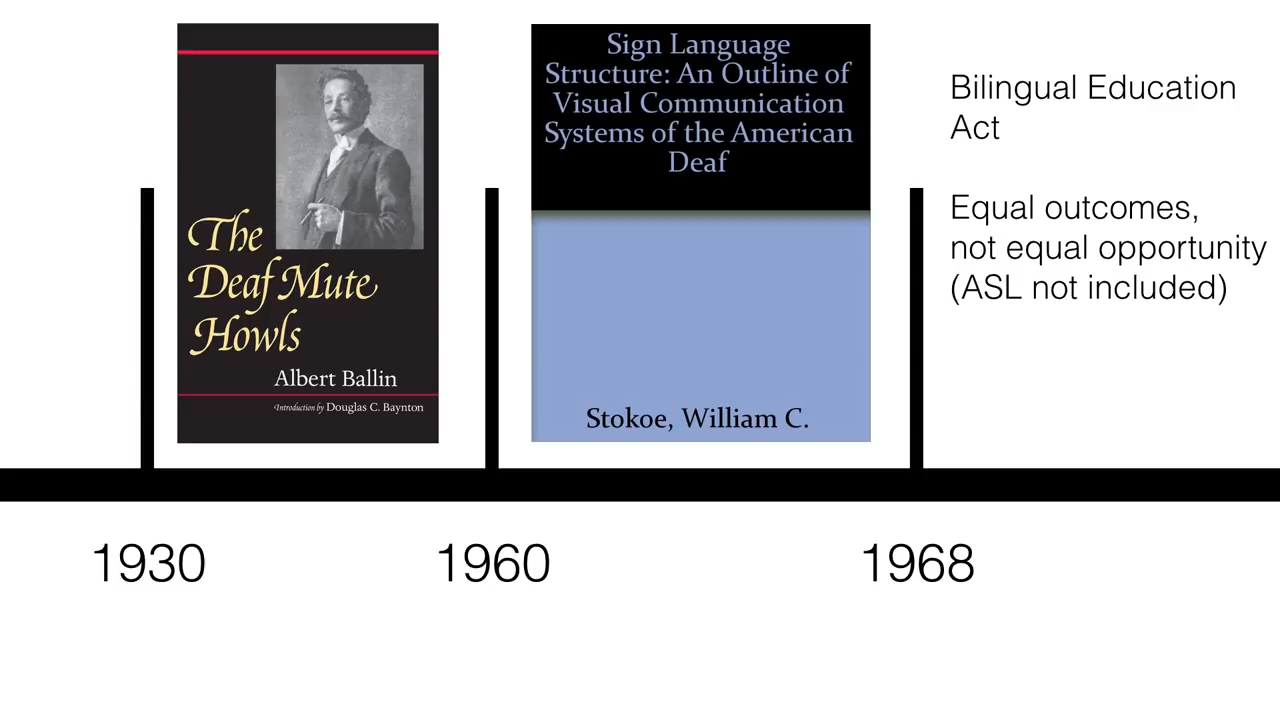 The
Deaf Mute
Howls
Albert Ballin
Introduction by Douglas C. Baynton
Sign Language
Structure: An Outline of
Visual Communication
Systems of the American
Deaf
Stokoe, William C.
Bilingual Education
Act
Equal outcomes,
not equal opportunity
(ASL not included)
1930
1960
1968